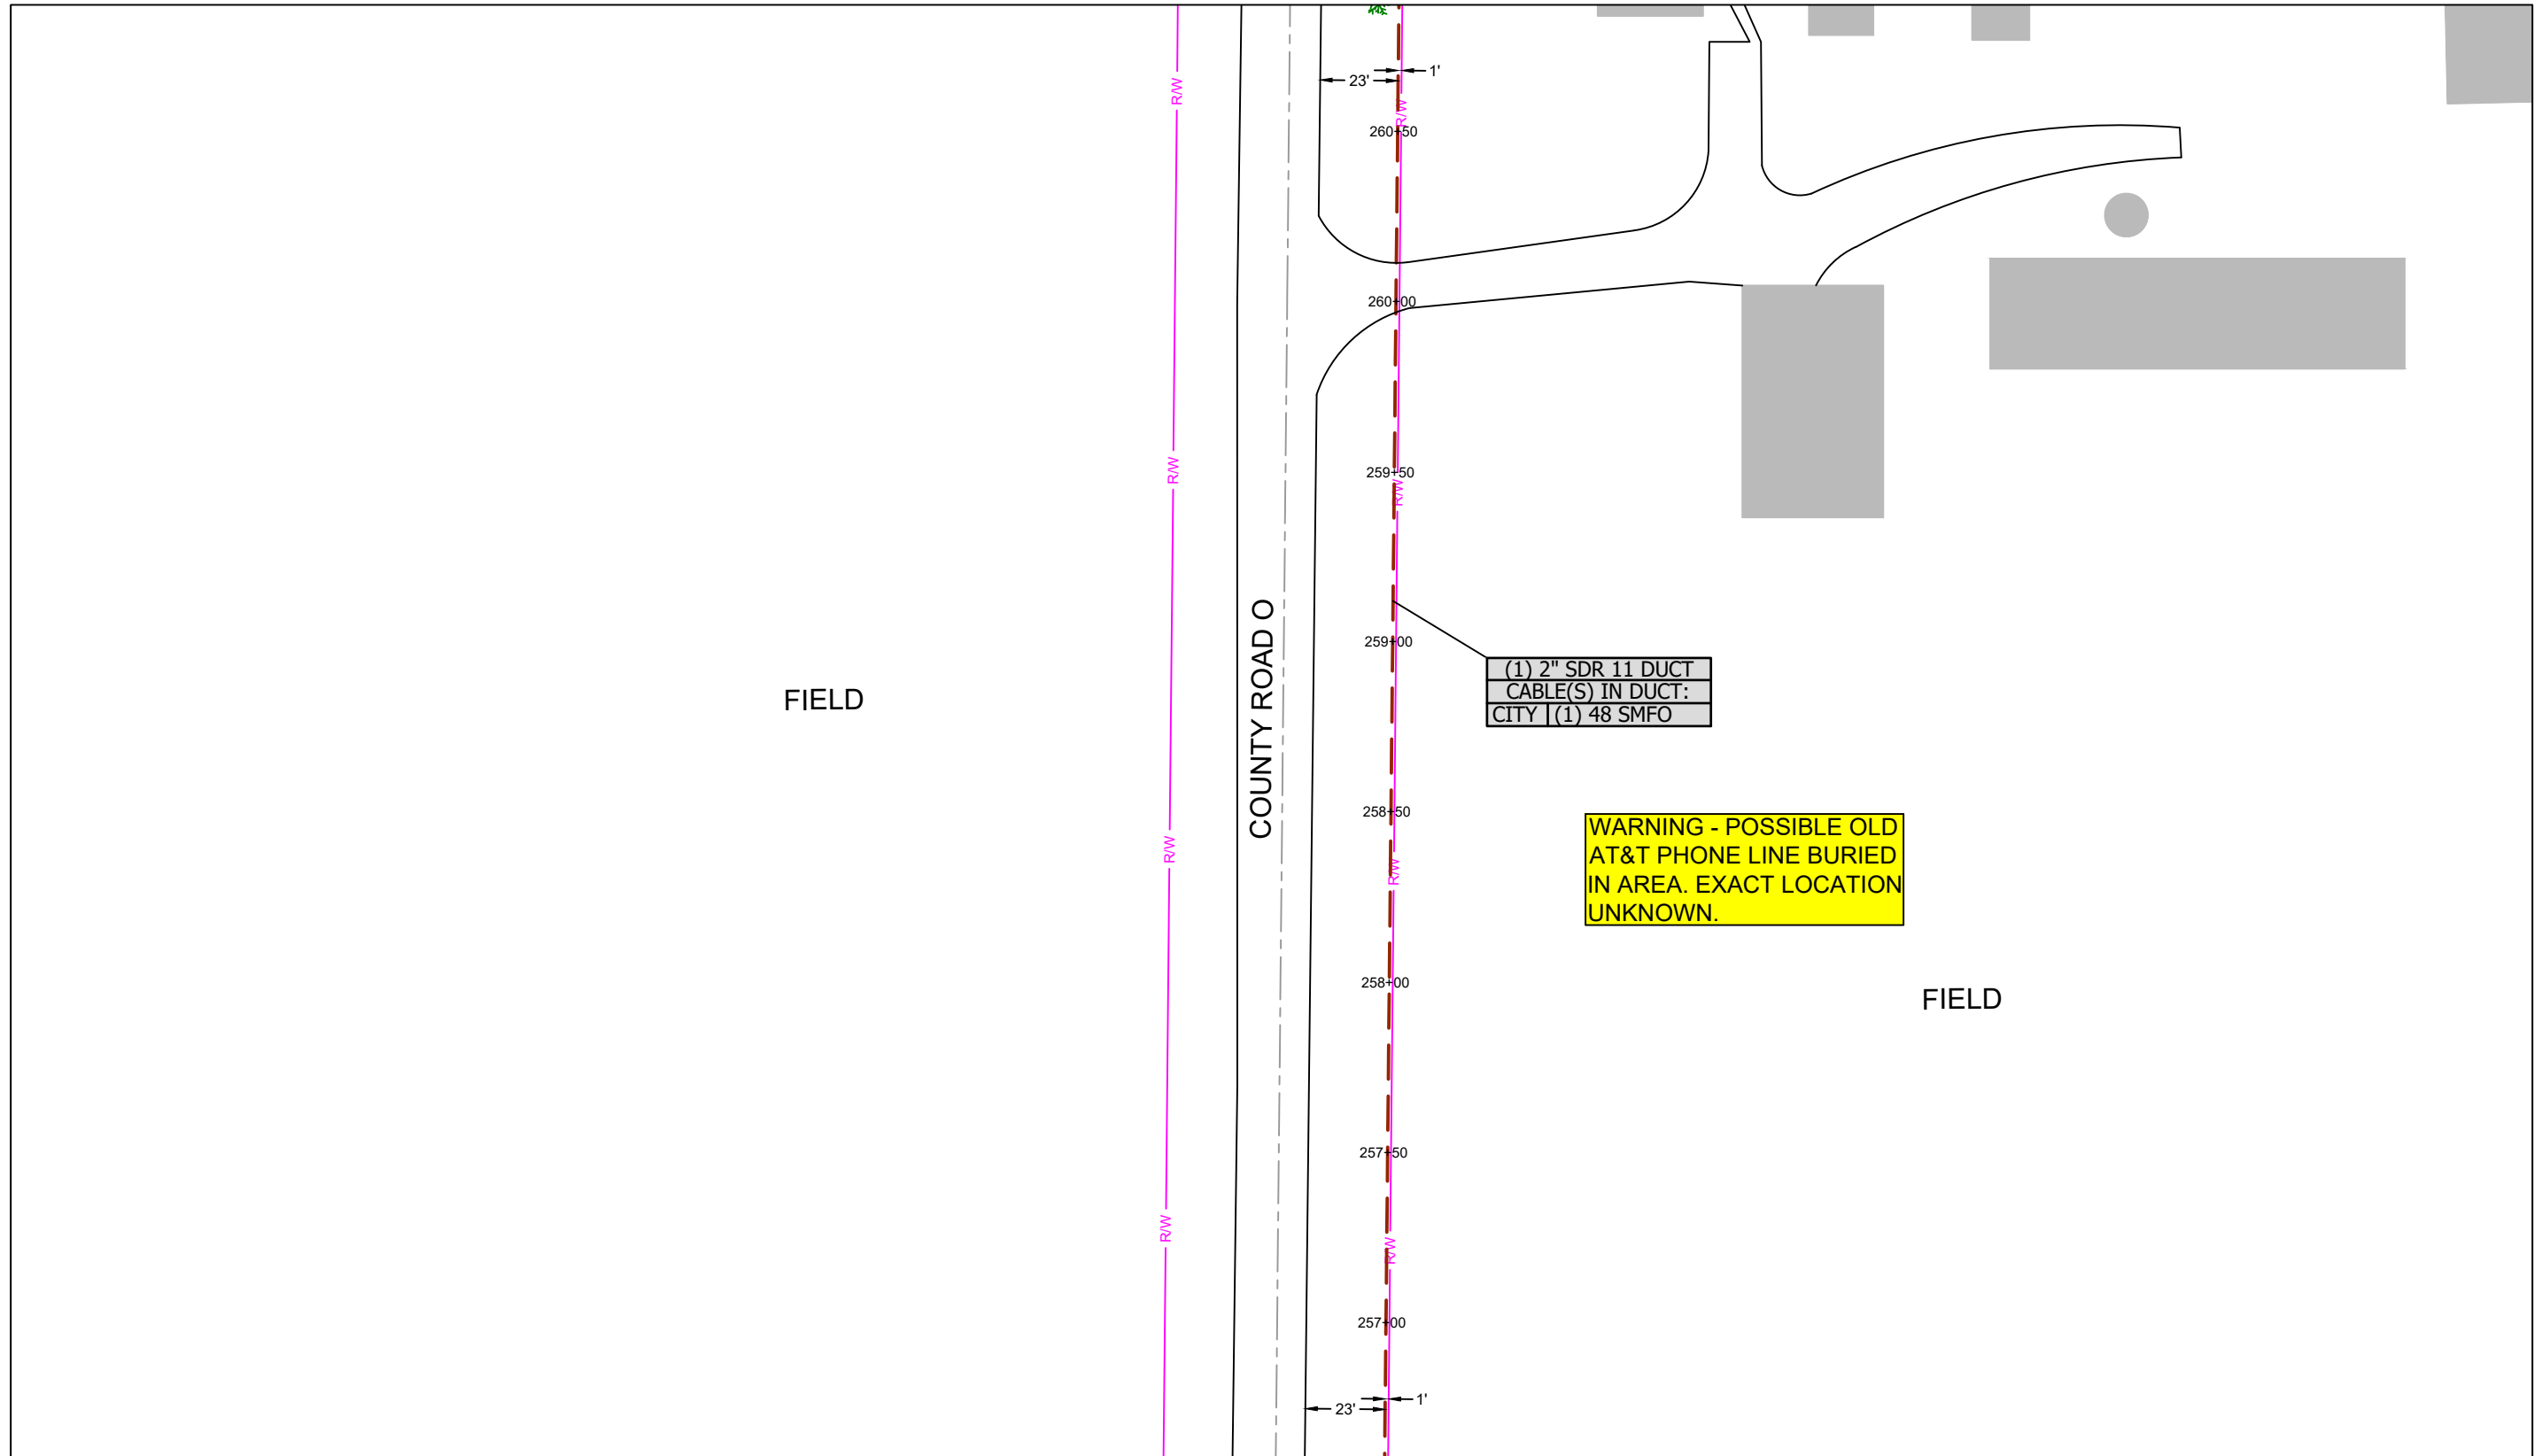 R/W
1'
23'
R/W
260+50
260+00
259+50
R/W
R/W
COUNTY ROAD O
259+00
(1) 2" SDR 11 DUCT
CABLE(S) IN DUCT:
CITY (1) 48 SMFO
FIELD
258+50
WARNING - POSSIBLE OLD
AT&T PHONE LINE BURIED
IN AREA. EXACT LOCATION
UNKNOWN.
R/W
R/W
258+00
FIELD
257+50
R/W
R/W
257+00
1'
23'